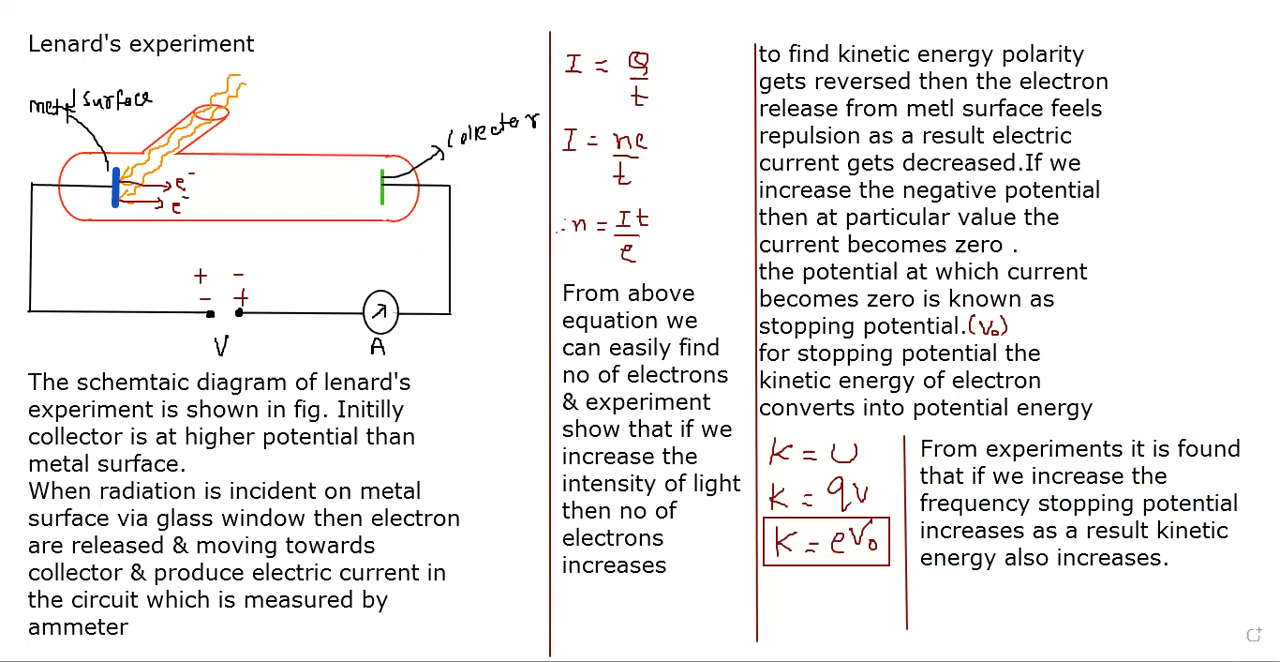 Lenard's experiment
metal surface
collector
e-
e-
+ -
- +
V
A
The schemtaic diagram of lenard's
experiment is shown in fig. Initilly
collector is at higher potential than
metal surface.
When radiation is incident on metal
surface via glass window then electron
are released & moving towards
collector & produce electric current in
the circuit which is measured by
ammeter
I = Q/t
I = ne/t
∴ n = It/e
From above
equation we
can easily find
no of electrons
& experiment
show that if we
increase the
intensity of light
then no of
electrons
increases
to find kinetic energy polarity
gets reversed then the electron
release from metl surface feels
repulsion as a result electric
current gets decreased.If we
increase the negative potential
then at particular value the
current becomes zero .
the potential at which current
becomes zero is known as
stopping potential.(V₀)
for stopping potential the
kinetic energy of electron
converts into potential energy
K = U
K = qV
K = eV₀
From experiments it is found
that if we increase the
frequency stopping potential
increases as a result kinetic
energy also increases.